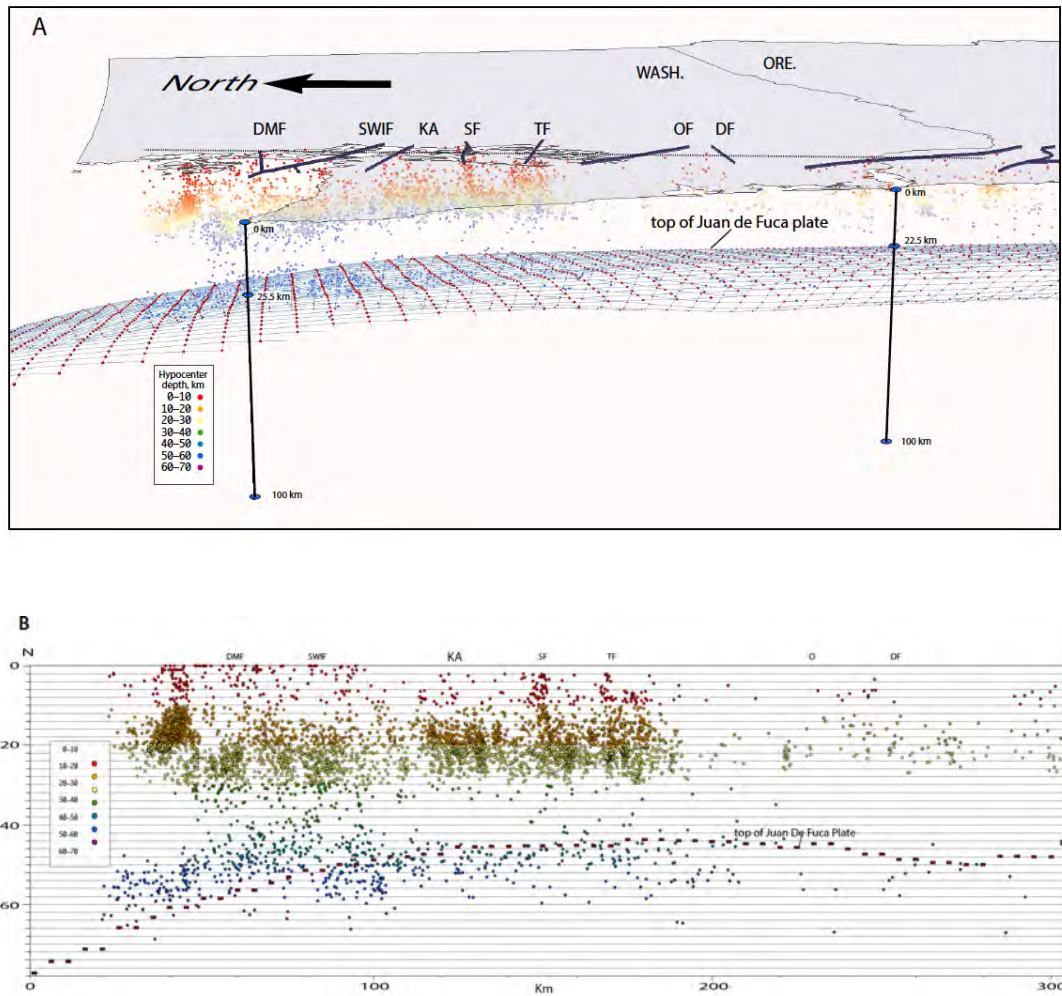 A
North
WASH.
ORE.
DMF SWIF KA SF TF OF DF
0 km
0 km
top of Juan de Fuca plate
22.5 km
25.5 km
Hypocenter
depth, km
0–10
10–20
20–30
30–40
40–50
50–60
60–70
100 km
100 km
B
N
DMF SWIF KA SF TF O DF
0
20
0-10
10-20
20-30
30-40
40-50
50-60
60-70
40
top of Juan De Fuca Plate
60
0 100 Km 200 300